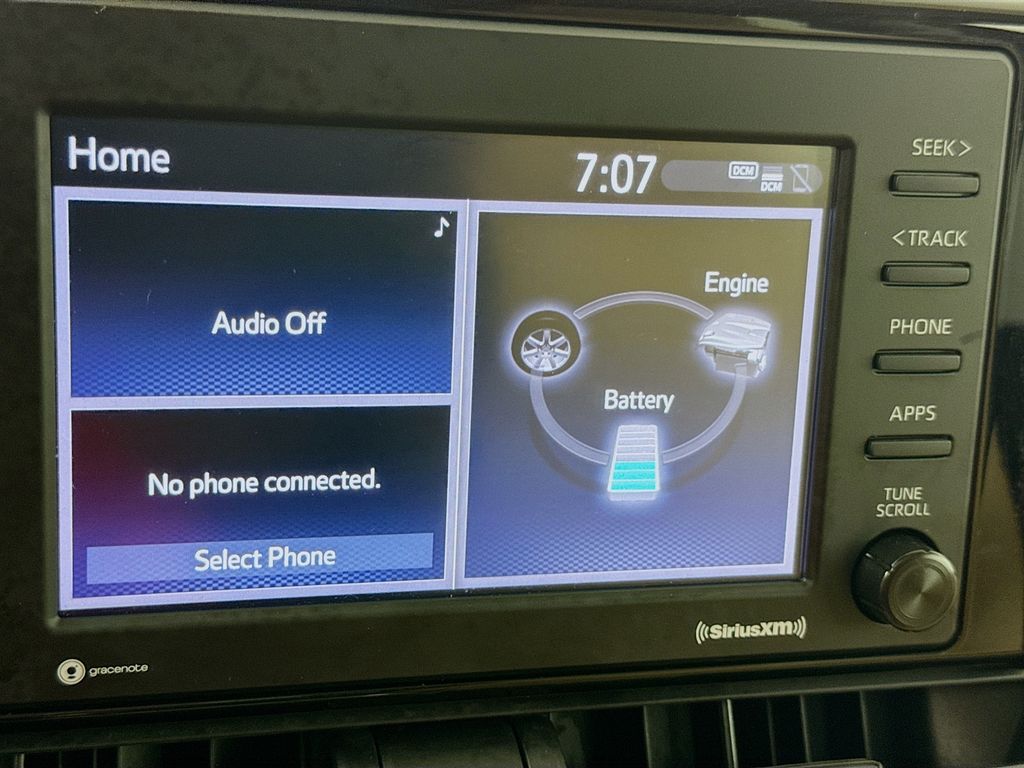 Home
7:07
DCM
DCM
Audio Off
No phone connected.
Select Phone
Engine
Battery
SEEK>
<TRACK
PHONE
APPS
TUNE
SCROLL
((SiriusXM))
gracenote